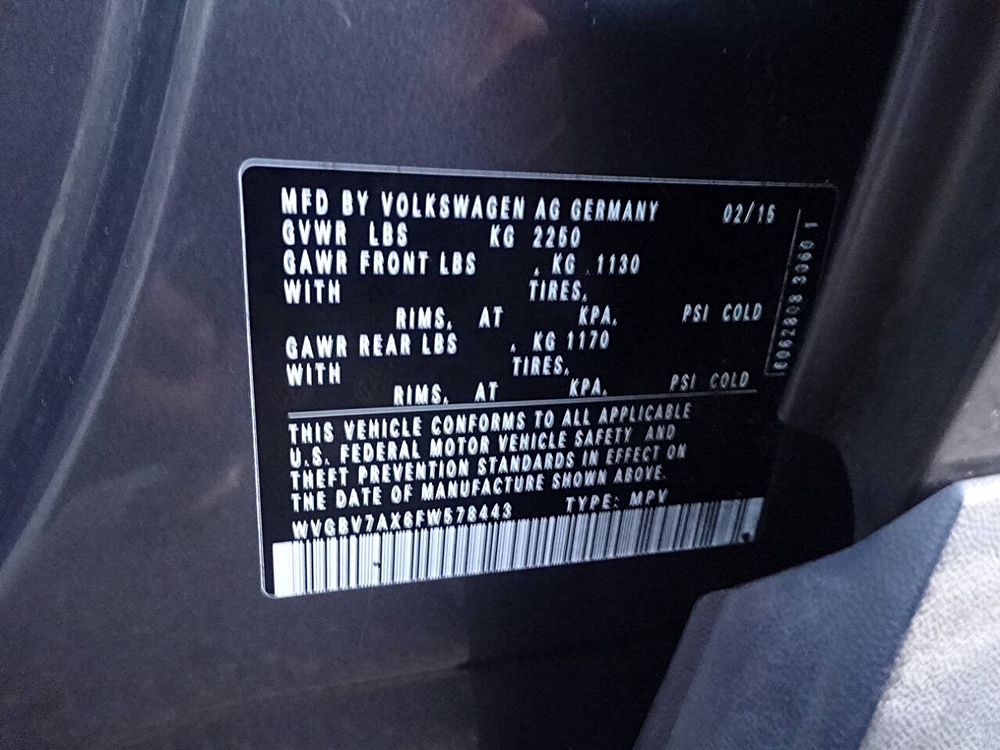 MFD BY VOLKSWAGEN AG GERMANY 02/15
GVWR LBS KG 2250
GAWR FRONT LBS , KG 1130
WITH TIRES,
RIMS, AT KPA, PSI COLD
GAWR REAR LBS , KG 1170
WITH TIRES,
RIMS, AT KPA, PSI COLD
THIS VEHICLE CONFORMS TO ALL APPLICABLE
U.S. FEDERAL MOTOR VEHICLE SAFETY AND
THEFT PREVENTION STANDARDS IN EFFECT ON
THE DATE OF MANUFACTURE SHOWN ABOVE.
WVGBV7AX6FW578443 TYPE: MPV